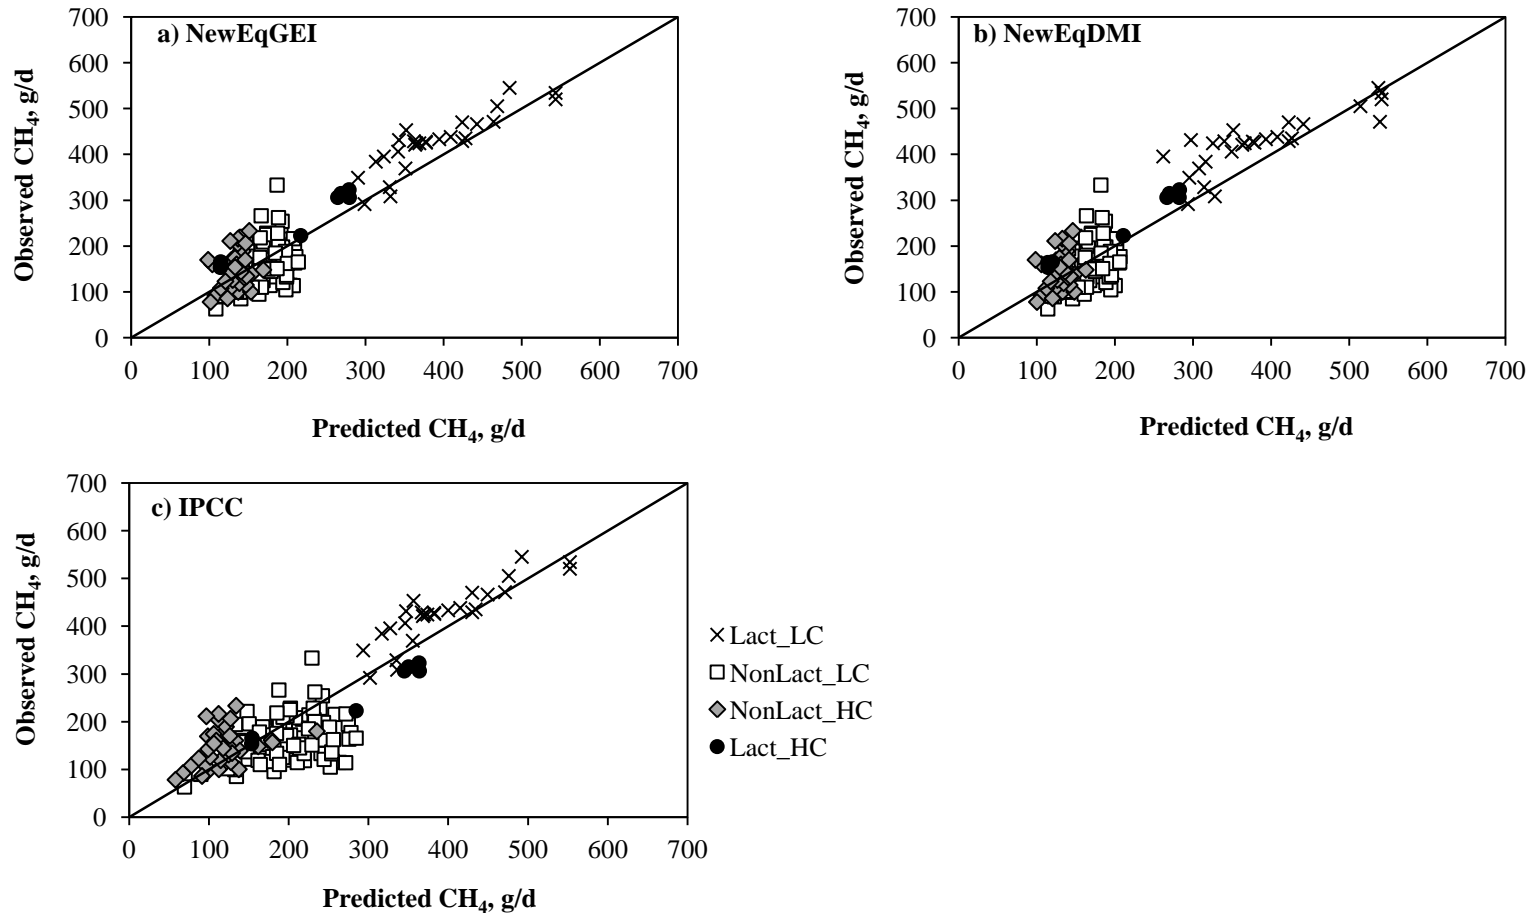 a) NewEqGEI
Observed CH₄, g/d
700
600
500
400
300
200
100
0
0 100 200 300 400 500 600 700
Predicted CH₄, g/d
b) NewEqDMI
Observed CH₄, g/d
700
600
500
400
300
200
100
0
0 100 200 300 400 500 600 700
Predicted CH₄, g/d
c) IPCC
Observed CH₄, g/d
700
600
500
400
300
200
100
0
0 100 200 300 400 500 600 700
Predicted CH₄, g/d
Lact_LC
NonLact_LC
NonLact_HC
Lact_HC